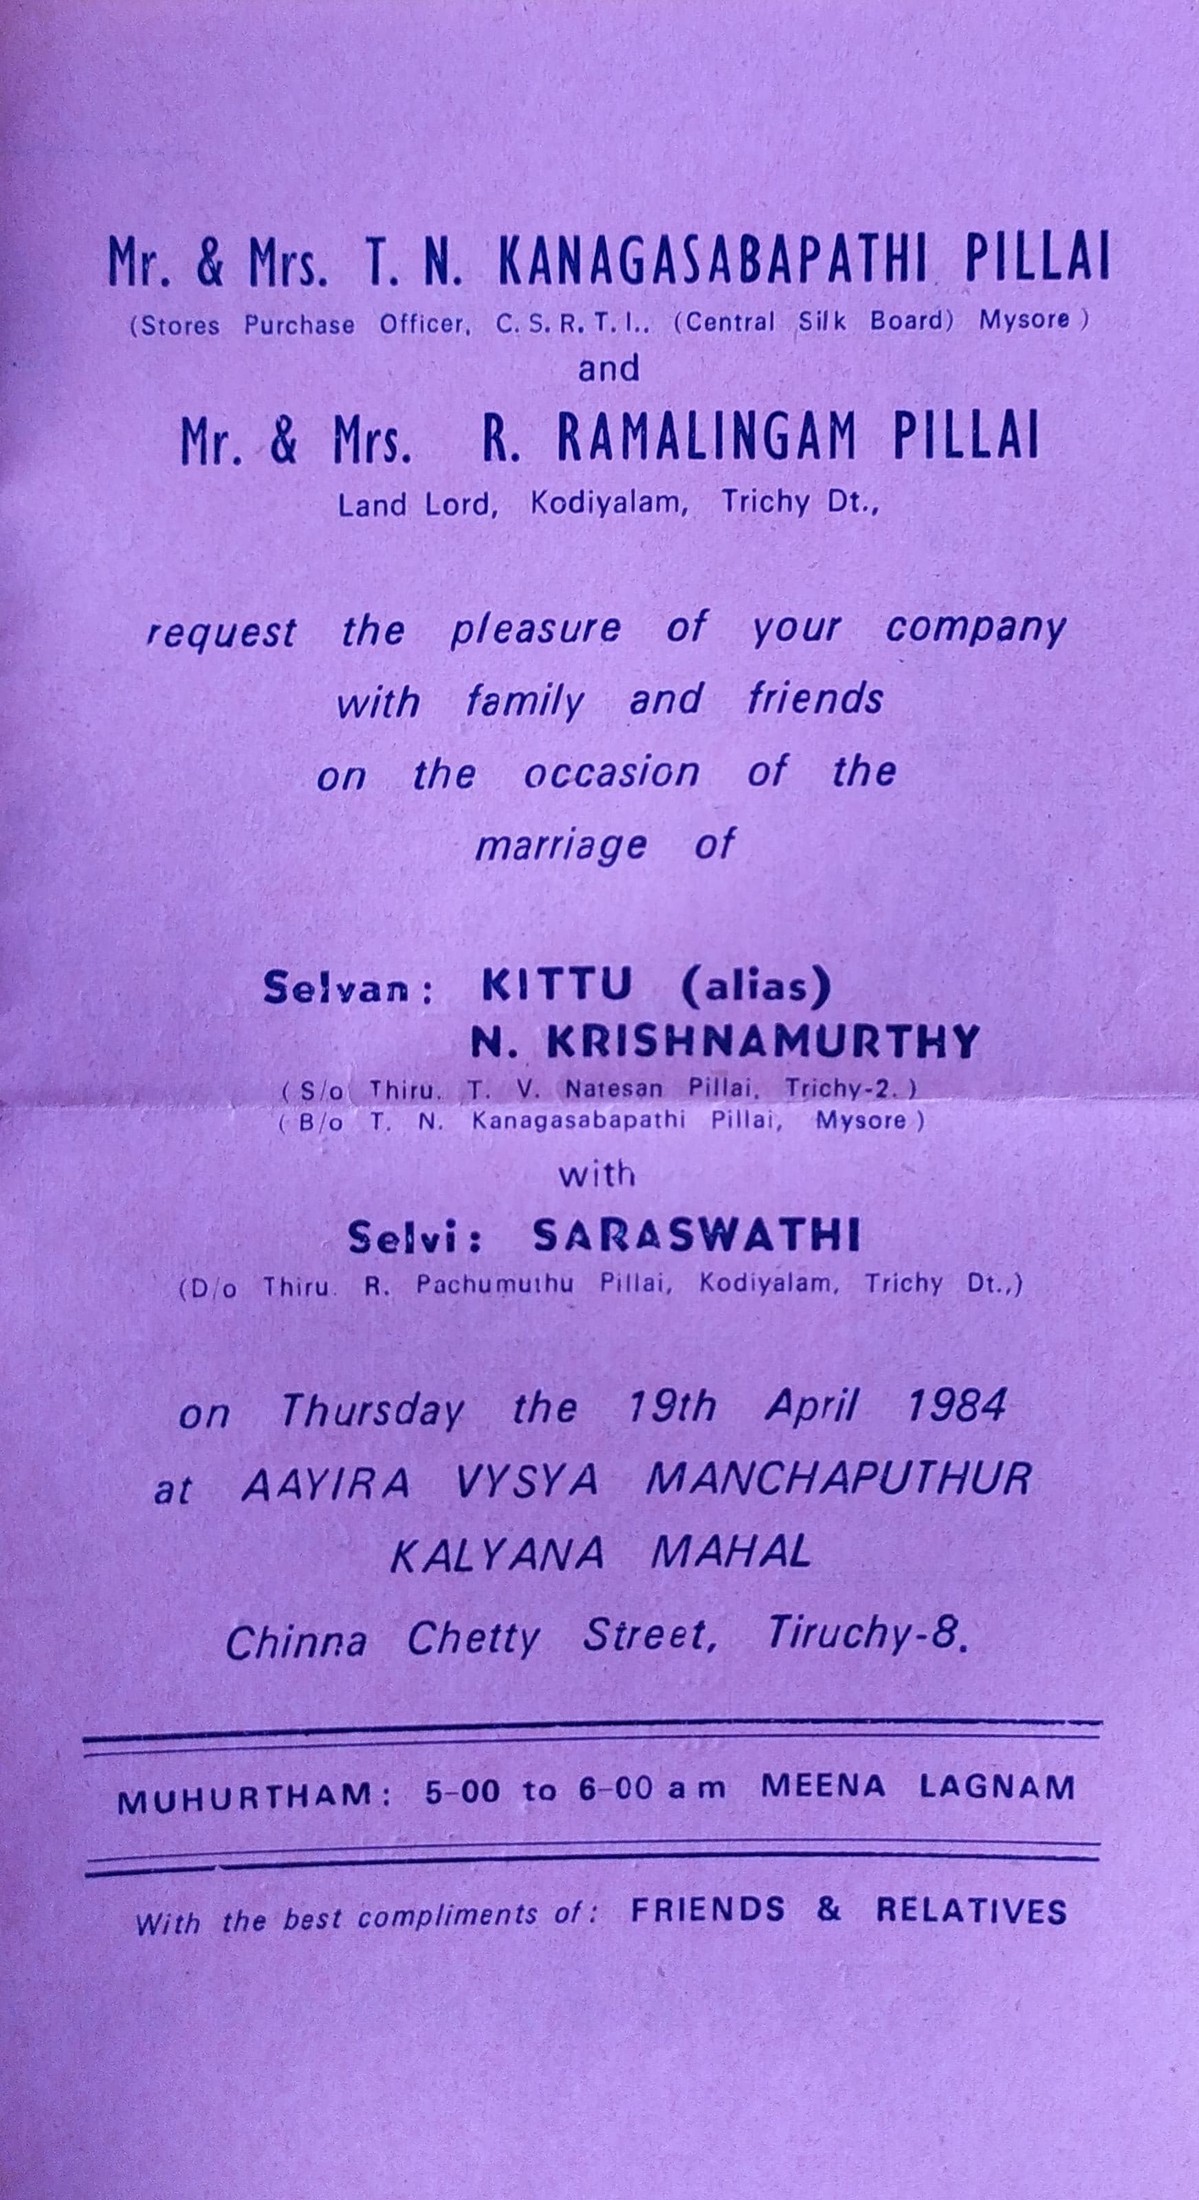 Mr. & Mrs. T. N. KANAGASABAPATHI PILLAI
(Stores Purchase Officer, C. S. R. T. I.. (Central Silk Board) Mysore )
and
Mr. & Mrs. R. RAMALINGAM PILLAI
Land Lord, Kodiyalam, Trichy Dt.,
request the pleasure of your company
with family and friends
on the occasion of the
marriage of
Selvan: KITTU (alias)
N. KRISHNAMURTHY
( S/o Thiru. T. V. Natesan Pillai, Trichy-2. )
( B/o T. N. Kanagasabapathi Pillai, Mysore )
with
Selvi: SARASWATHI
(D/o Thiru. R. Pachumuthu Pillai, Kodiyalam, Trichy Dt.,)
on Thursday the 19th April 1984
at AAYIRA VYSYA MANCHAPUTHUR
KALYANA MAHAL
Chinna Chetty Street, Tiruchy-8.
MUHURTHAM: 5-00 to 6-00 a m MEENA LAGNAM
With the best compliments of: FRIENDS & RELATIVES